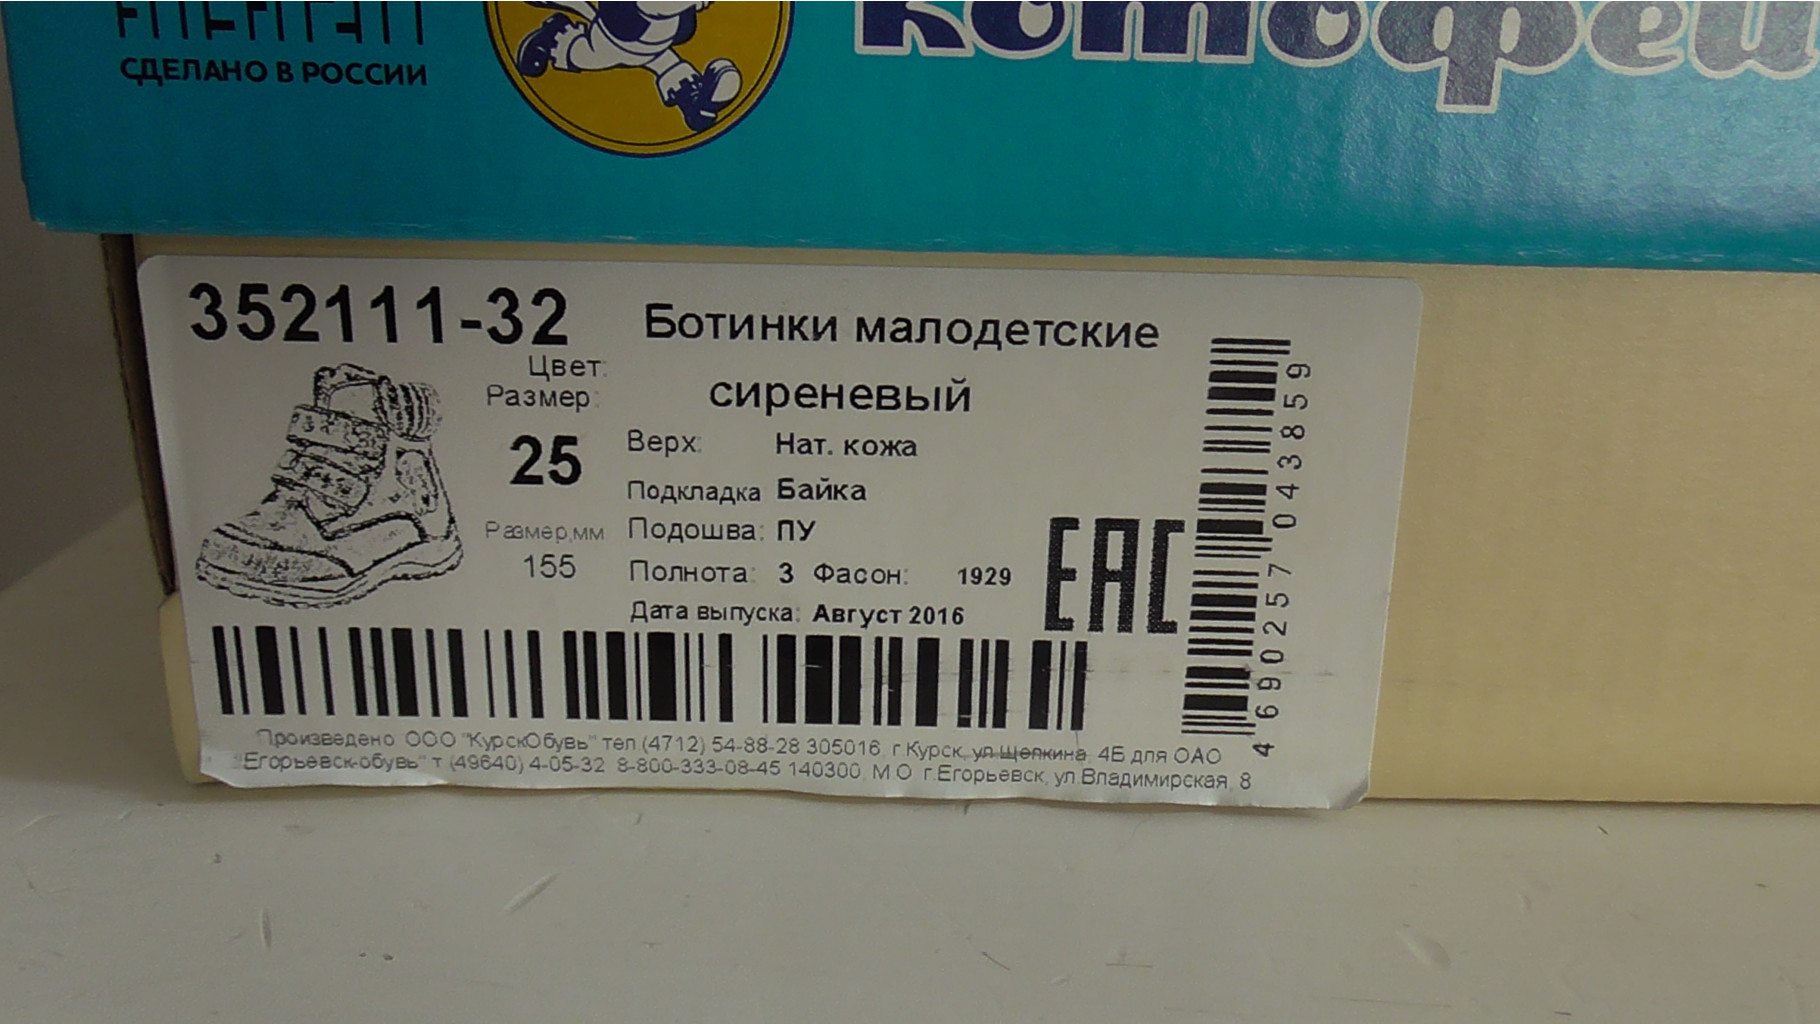 СДЕЛАНО В РОССИИ
котофей
352111-32
Ботинки малодетские
Цвет:
сиреневый
Размер:
25
Размер,мм
155
Верх: Нат. кожа
Подкладка Байка
Подошва: ПУ
Полнота: 3 Фасон: 1929
Дата выпуска: Август 2016
EAC
4690257043859
Произведено ООО "КурскОбувь" тел (4712) 54-88-28 305016, г Курск, ул Щепкина, 4Б для ОАО
"Егорьевск-обувь" т (49640) 4-05-32 8-800-333-08-45 140300, М О г.Егорьевск, ул Владимирская, 8